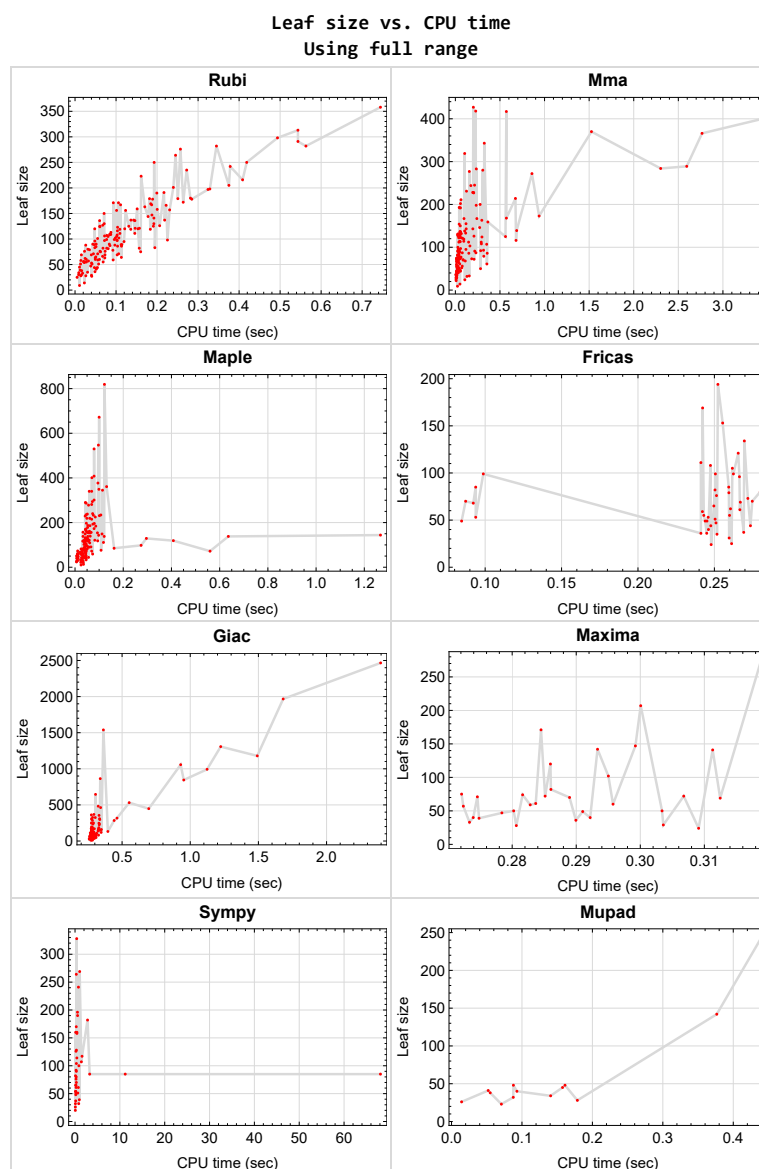 Leaf size vs. CPU time
Using full range
Rubi
Leaf size
350
300
250
200
150
100
50
0
0.0 0.1 0.2 0.3 0.4 0.5 0.6 0.7
CPU time (sec)
Mma
Leaf size
400
300
200
100
0
0.0 0.5 1.0 1.5 2.0 2.5 3.0
CPU time (sec)
Maple
Leaf size
800
600
400
200
0
0.0 0.2 0.4 0.6 0.8 1.0 1.2
CPU time (sec)
Fricas
Leaf size
200
150
100
50
0
0.10 0.15 0.20 0.25
CPU time (sec)
Giac
Leaf size
2500
2000
1500
1000
500
0
0.5 1.0 1.5 2.0
CPU time (sec)
Maxima
Leaf size
250
200
150
100
50
0
0.28 0.29 0.30 0.31
CPU time (sec)
Sympy
Leaf size
300
250
200
150
100
50
0
0 10 20 30 40 50 60
CPU time (sec)
Mupad
Leaf size
250
200
150
100
50
0
0.0 0.1 0.2 0.3 0.4
CPU time (sec)